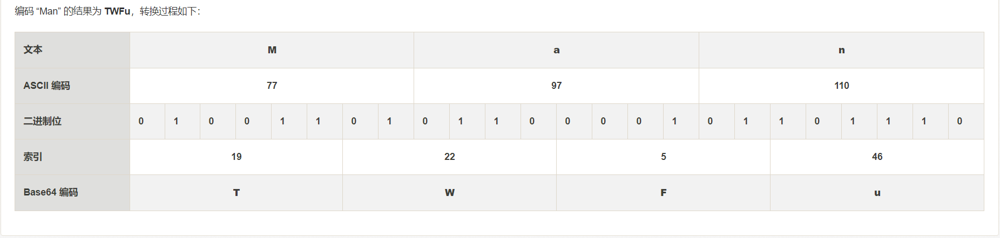 编码 “Man” 的结果为 TWFu，转换过程如下：
文本 M a n
ASCII 编码 77 97 110
二进制位 0 1 0 0 1 1 0 1 0 1 1 0 0 0 0 1 0 1 1 0 1 1 1 0
索引 19 22 5 46
Base64 编码 T W F u